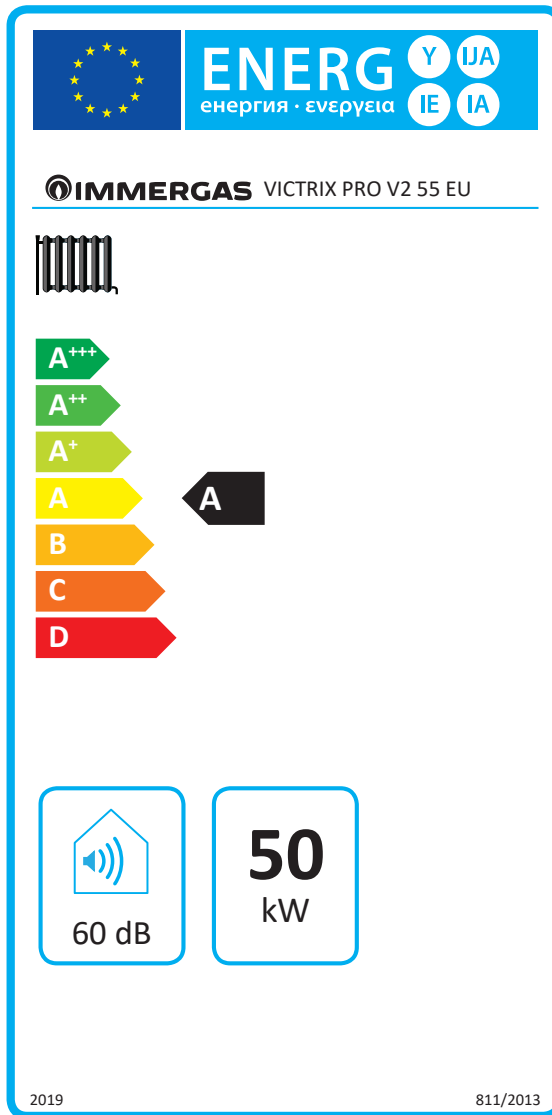 ENERG
енергия · ενεργεια
Y IJA
IE IA
IMMERGAS VICTRIX PRO V2 55 EU
A+++
A++
A+
A
A
B
C
D
60 dB
50
kW
2019
811/2013